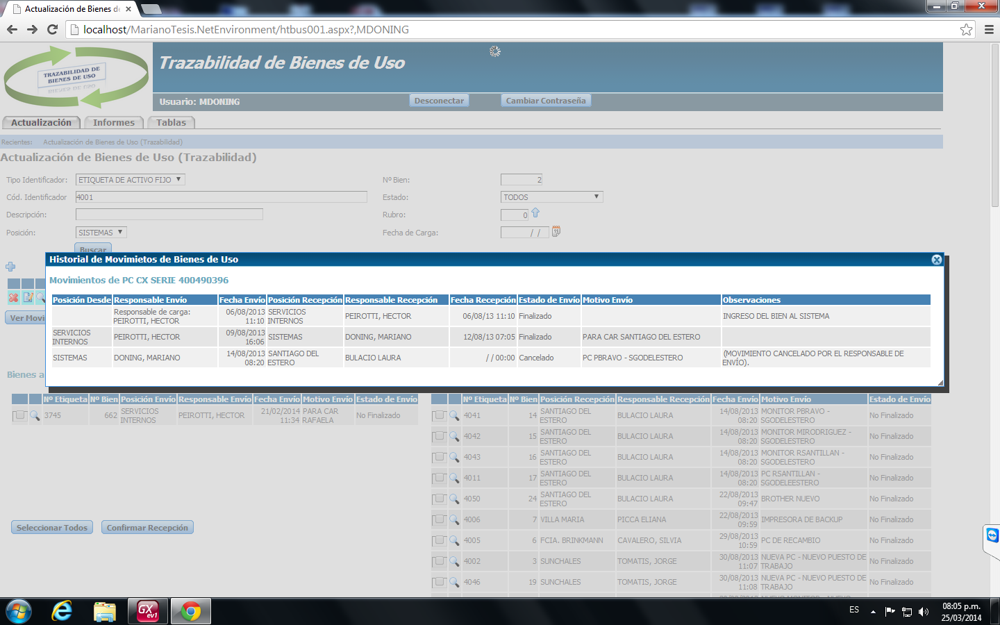 Actualización de Bienes de
localhost/MarianoTesis.NetEnvironment/htbus001.aspx?,MDONING
TRAZABILIDAD DE
BIENES DE USO
Trazabilidad de Bienes de Uso
Usuario: MDONING
Desconectar
Cambiar Contraseña
Actualización Informes Tablas
Recientes: Actualización de Bienes de Uso (Trazabilidad)
Actualización de Bienes de Uso (Trazabilidad)
Tipo Identificador: ETIQUETA DE ACTIVO FIJO Nº Bien: 2
Cód. Identificador 4001 Estado: TODOS
Descripción: Rubro: 0
Posición: SISTEMAS Fecha de Carga: / /
Buscar
Historial de Movimietos de Bienes de Uso
Movimientos de PC CX SERIE 400490396
Posición Desde Responsable Envío Fecha Envío Posición Recepción Responsable Recepción Fecha Recepción Estado de Envío Motivo Envío Observaciones
Responsable de carga: PEIROTTI, HECTOR 06/08/2013 11:10 SERVICIOS INTERNOS PEIROTTI, HECTOR 06/08/13 11:10 Finalizado INGRESO DEL BIEN AL SISTEMA
SERVICIOS INTERNOS PEIROTTI, HECTOR 09/08/2013 16:06 SISTEMAS DONING, MARIANO 12/08/13 07:05 Finalizado PARA CAR SANTIAGO DEL ESTERO
SISTEMAS DONING, MARIANO 14/08/2013 08:20 SANTIAGO DEL ESTERO BULACIO LAURA / / 00:00 Cancelado PC PBRAVO - SGODELESTERO (MOVIMIENTO CANCELADO POR EL RESPONSABLE DE ENVÍO).
Ver Movi
Bienes a
Nº Etiqueta Nº Bien Posición Envío Responsable Envío Fecha Envío Motivo Envío Estado de Envío
3745 662 SERVICIOS INTERNOS PEIROTTI, HECTOR 21/02/2014 11:34 PARA CAR RAFAELA No Finalizado
Seleccionar Todos Confirmar Recepción
Nº Etiqueta Nº Bien Posición Recepción Responsable Recepción Fecha Envío Motivo Envío Estado de Envío
4041 14 SANTIAGO DEL ESTERO BULACIO LAURA 14/08/2013 08:20 MONITOR PBRAVO - SGODELESTERO No Finalizado
4042 15 SANTIAGO DEL ESTERO BULACIO LAURA 14/08/2013 08:20 MONITOR MIRODRIGUEZ - SGODELESTERO No Finalizado
4043 16 SANTIAGO DEL ESTERO BULACIO LAURA 14/08/2013 08:20 MONITOR RSANTILLAN - SGODELESTERO No Finalizado
4011 17 SANTIAGO DEL ESTERO BULACIO LAURA 14/08/2013 08:20 PC RSANTILLAN - SGODELEESTERO No Finalizado
4050 24 SANTIAGO DEL ESTERO BULACIO LAURA 22/08/2013 09:47 BROTHER NUEVO No Finalizado
4006 7 VILLA MARIA PICCA ELIANA 22/08/2013 09:59 IMPRESORA DE BACKUP No Finalizado
4005 6 FCIA. BRINKMANN CAVALERO, SILVIA 29/08/2013 10:59 PC DE RECAMBIO No Finalizado
4002 3 SUNCHALES TOMATIS, JORGE 30/08/2013 11:07 NUEVA PC - NUEVO PUESTO DE TRABAJO No Finalizado
4046 19 SUNCHALES TOMATIS, JORGE 30/08/2013 11:08 NUEVA PC - NUEVO PUESTO DE TRABAJO No Finalizado
GX
ev1
ES
08:05 p.m.
25/03/2014